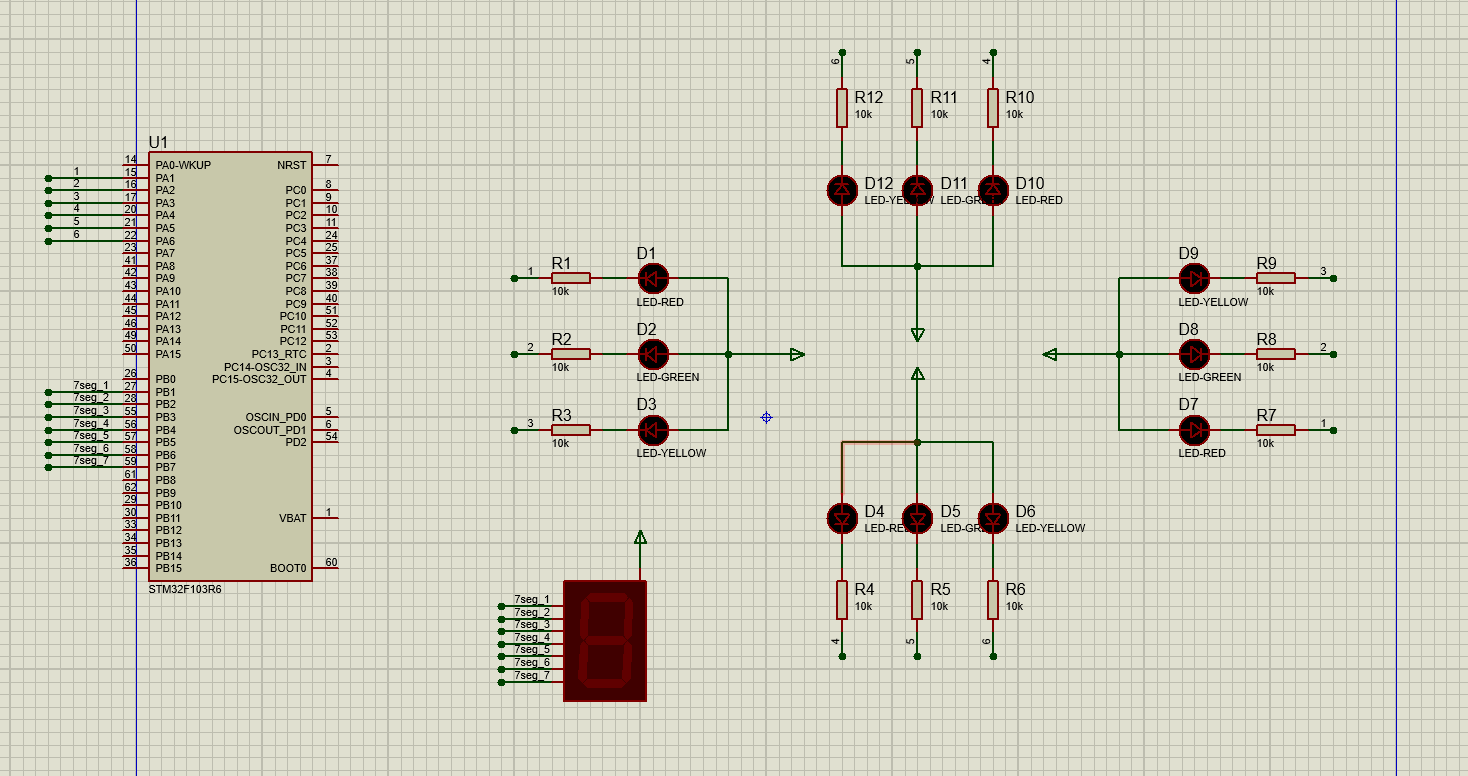 U1
14 PA0-WKUP NRST 7
1 15 PA1
2 16 PA2 PC0 8
3 17 PA3 PC1 9
4 20 PA4 PC2 10
5 21 PA5 PC3 11
6 22 PA6 PC4 24
23 PA7 PC5 25
41 PA8 PC6 37
42 PA9 PC7 38
43 PA10 PC8 39
44 PA11 PC9 40
45 PA12 PC10 51
46 PA13 PC11 52
49 PA14 PC12 53
50 PA15 PC13_RTC 2
PC14-OSC32_IN 3
26 PB0 PC15-OSC32_OUT 4
7seg_1 27 PB1
7seg_2 28 PB2
7seg_3 55 PB3 OSCIN_PD0 5
7seg_4 56 PB4 OSCOUT_PD1 6
7seg_5 57 PB5 PD2 54
7seg_6 58 PB6
7seg_7 59 PB7
61 PB8
62 PB9
29 PB10
30 PB11 VBAT 1
33 PB12
34 PB13
35 PB14
36 PB15 BOOT0 60
STM32F103R6
6 5 4
R12 R11 R10
10k 10k 10k
D12 D11 D10
LED-YELLOW LED-GR LED-RED
R1 D1
1
10k LED-RED
R2 D2
2
10k LED-GREEN
R3 D3
3
10k LED-YELLOW
D9 R9
3
LED-YELLOW 10k
D8 R8
2
LED-GREEN 10k
D7 R7
1
LED-RED 10k
D4 D5 D6
LED-RED LED-GR LED-YELLOW
R4 R5 R6
10k 10k 10k
4 5 6
7seg_1
7seg_2
7seg_3
7seg_4
7seg_5
7seg_6
7seg_7